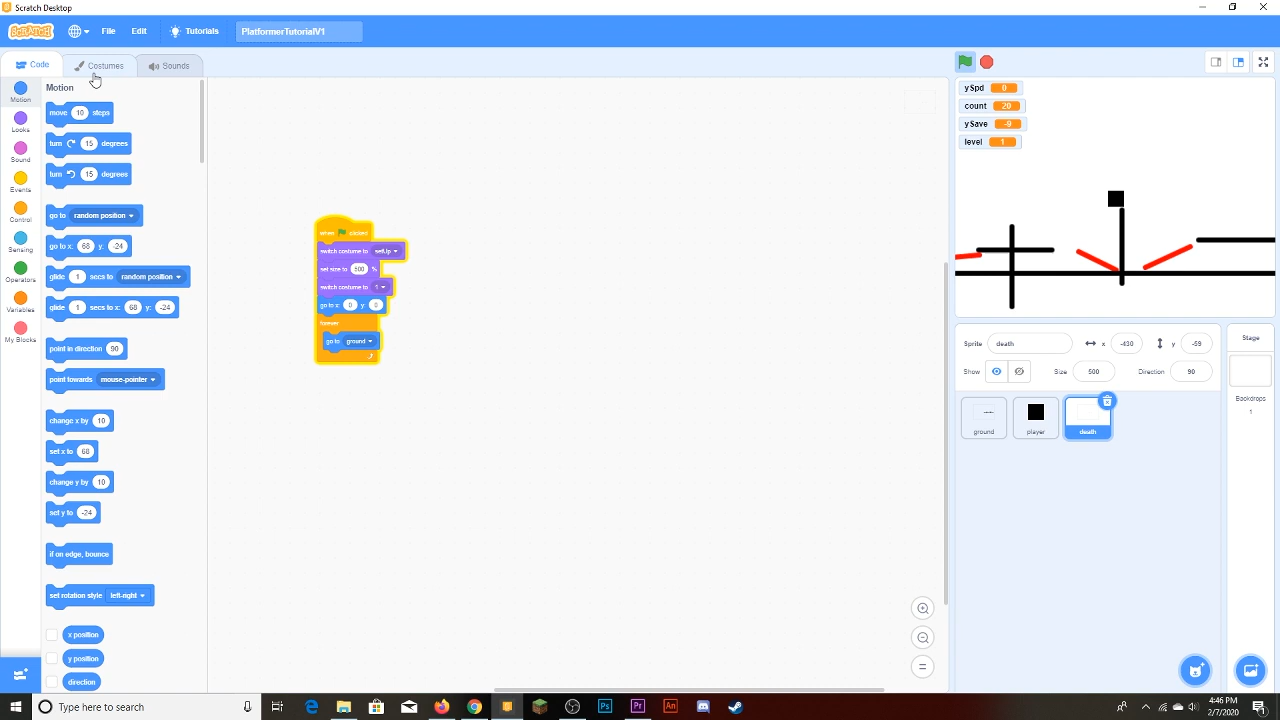 Scratch Desktop
SCRATCH File Edit Tutorials PlatformerTutorialV1
Code Costumes Sounds
Motion
Looks
Sound
Events
Control
Sensing
Operators
Variables
My Blocks
Motion
move 10 steps
turn 15 degrees
turn 15 degrees
go to random position
go to x: 68 y: -24
glide 1 secs to random position
glide 1 secs to x: 68 y: -24
point in direction 90
point towards mouse-pointer
change x by 10
set x to 68
change y by 10
set y to -24
if on edge, bounce
set rotation style left-right
x position
y position
direction
when clicked
switch costume to setUp
set size to 500 %
switch costume to 1
go to x: 0 y: 0
forever
go to ground
ySpd 0
count 20
ySave -9
level 1
Sprite death x -430 y -59
Show Size 500 Direction 90
ground player death
Stage
Backdrops
1
Type here to search
4:46 PM
2/7/2020